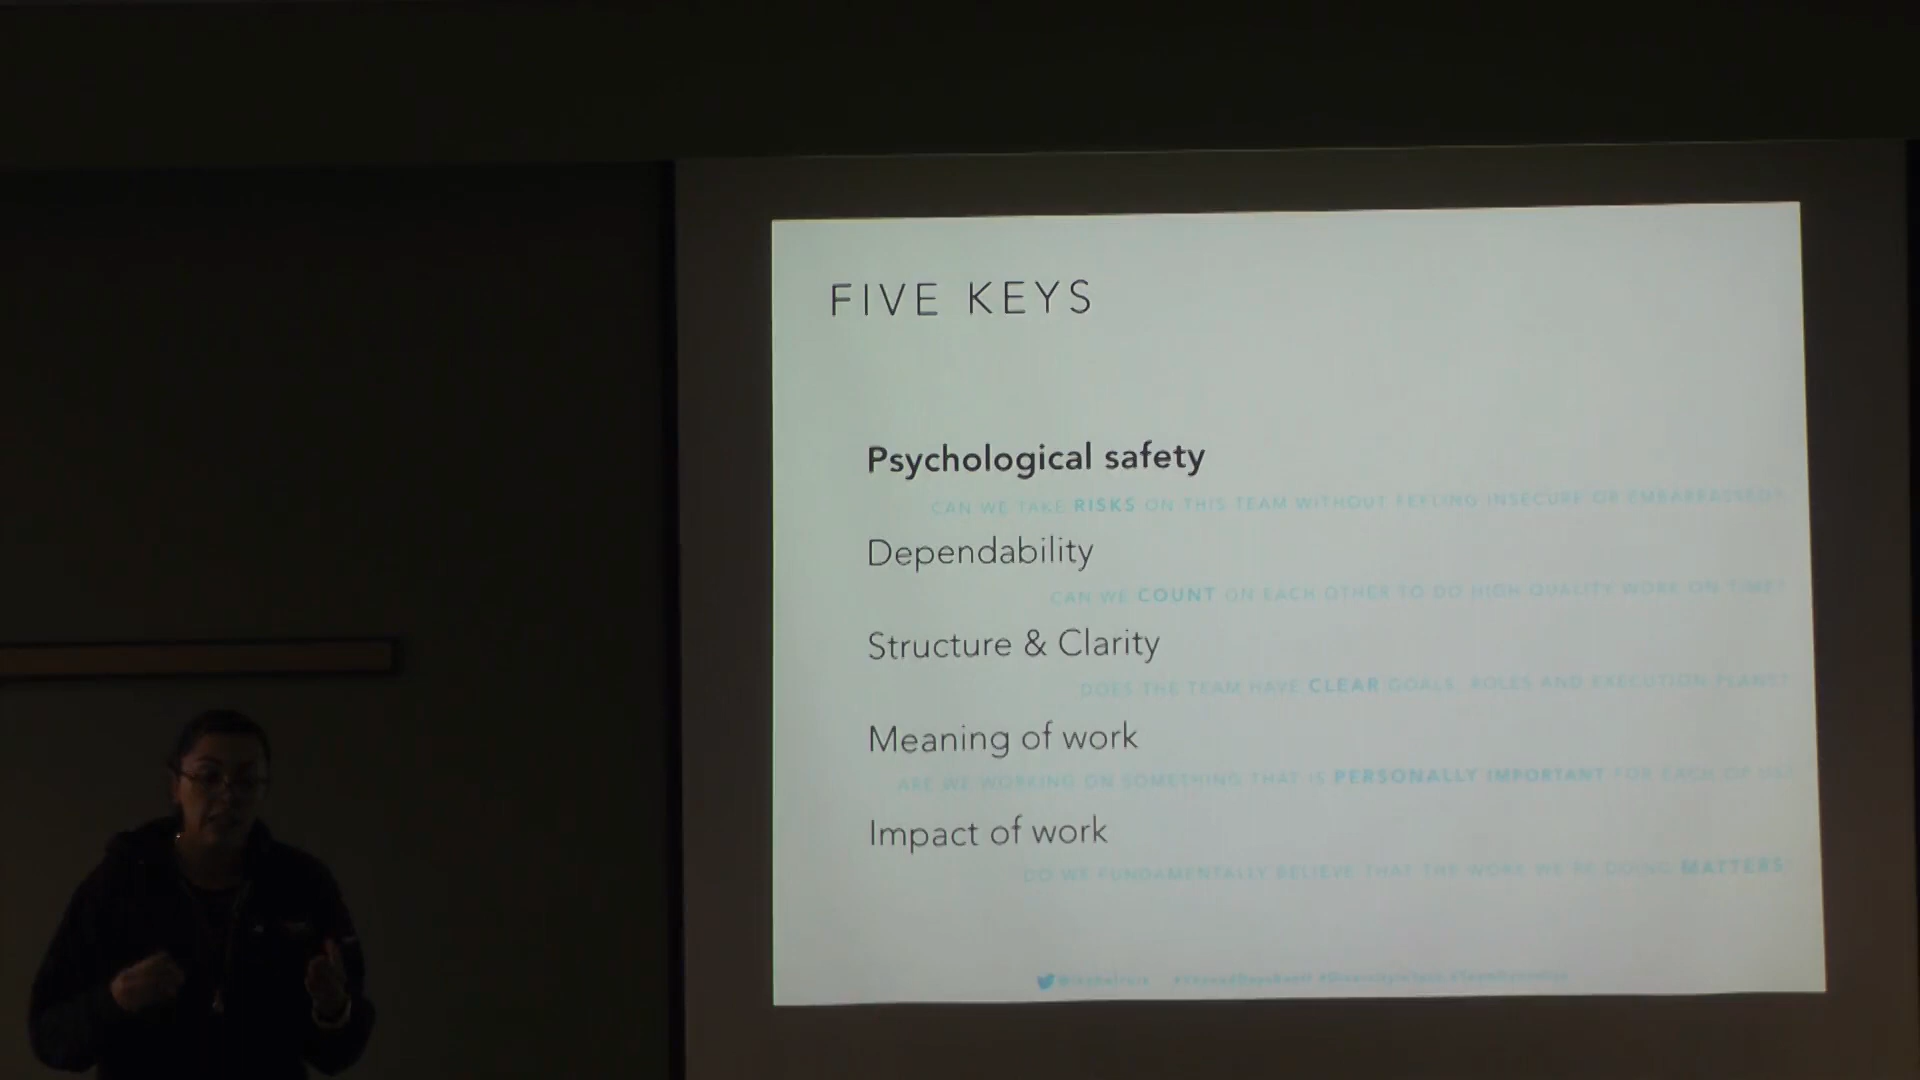 FIVE KEYS
Psychological safety
CAN WE TAKE RISKS ON THIS TEAM WITHOUT FEELING INSECURE OR EMBARRASSED?
Dependability
CAN WE COUNT ON EACH OTHER TO DO HIGH QUALITY WORK ON TIME?
Structure & Clarity
DOES THE TEAM HAVE CLEAR GOALS, ROLES AND EXECUTION PLANS?
Meaning of work
ARE WE WORKING ON SOMETHING THAT IS PERSONALLY IMPORTANT FOR EACH OF US?
Impact of work
DO WE FUNDAMENTALLY BELIEVE THAT THE WORK WE'RE DOING MATTERS